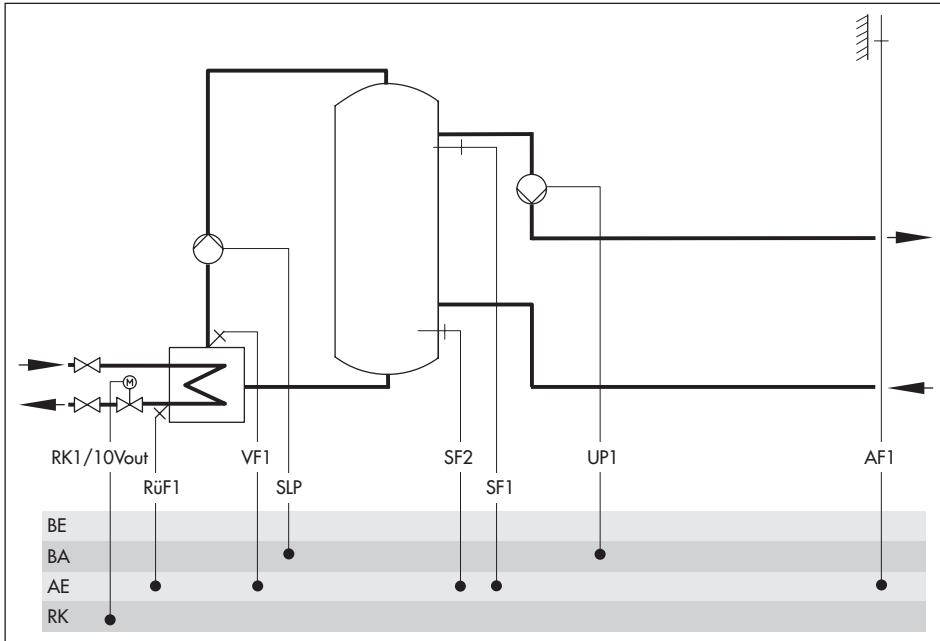 M
RK1/10Vout VF1 SF2 UP1 AF1
RüF1 SLP SF1
BE
BA
AE
RK